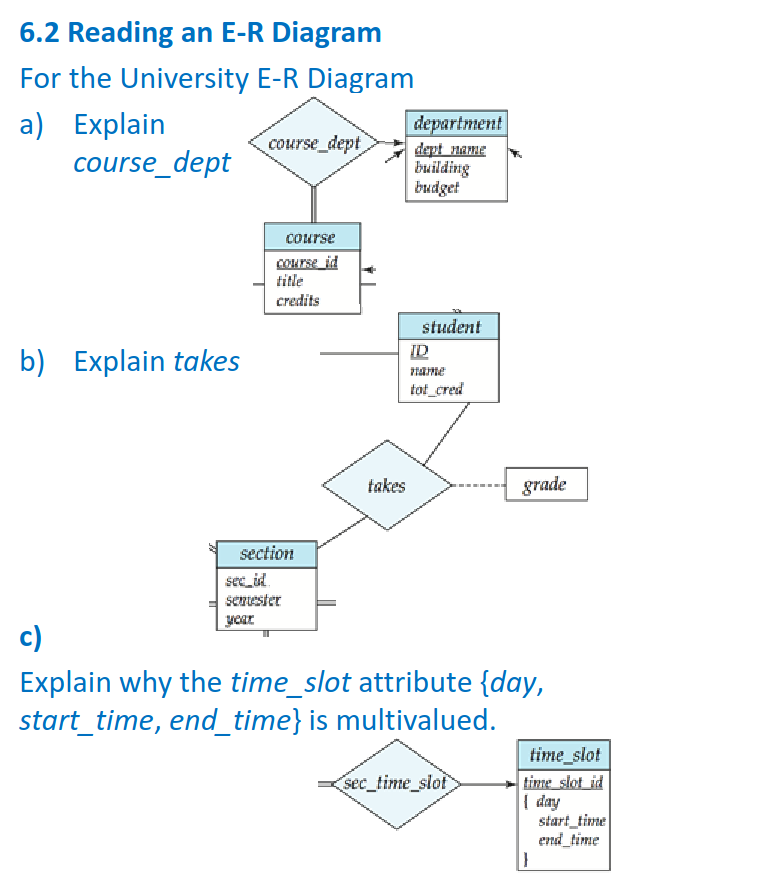 6.2 Reading an E-R Diagram
For the University E-R Diagram
a) Explain
course_dept
course_dept
department
dept_name
building
budget
course
course_id
title
credits
b) Explain takes
student
ID
name
tot_cred
takes
grade
section
sec_id
semester
year
c)
Explain why the time_slot attribute {day,
start_time, end_time} is multivalued.
sec_time_slot
time_slot
time_slot_id
{ day
start_time
end_time
}